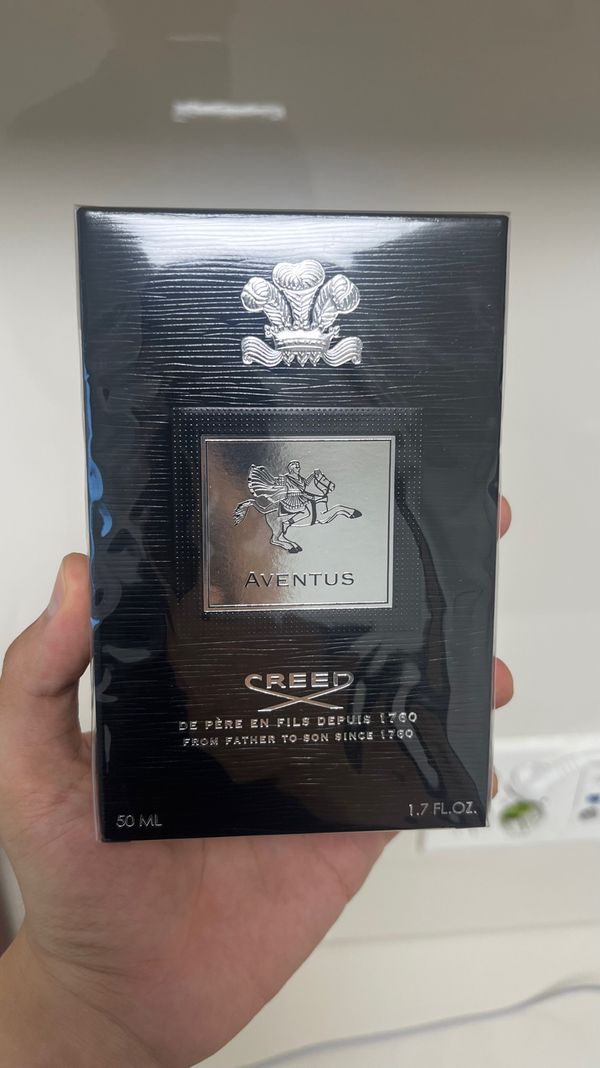 AVENTUS
CREED
DE PÈRE EN FILS DEPUIS 1760
FROM FATHER TO SON SINCE 1760
50 ML
1.7 FL.OZ.